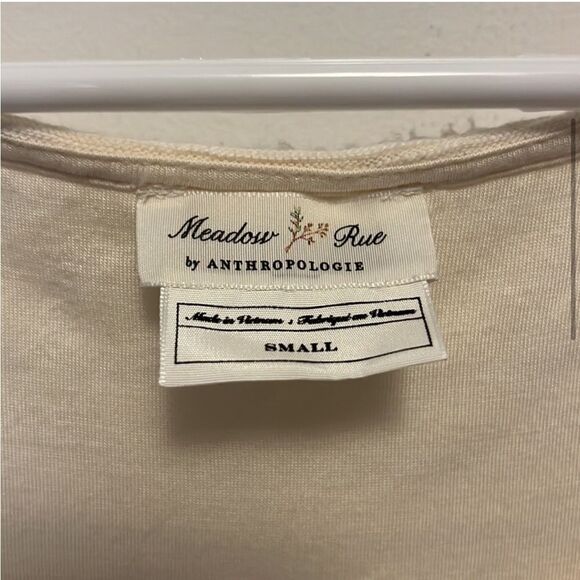 Meadow Rue
by ANTHROPOLOGIE
Made in Vietnam : Fabriqué au Vietnam
SMALL